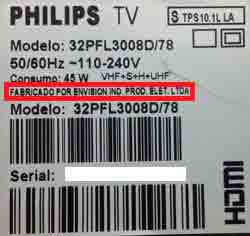 PHILIPS TV
S TPS10.1L LA
Modelo: 32PFL3008D/78
50/60Hz ~110-240V
Consumo: 45 W VHF+S+H+UHF
FABRICADO POR ENVISION IND. PROD. ELET. LTDA
Modelo: 32PFL3008D/78
Serial:
HDMI